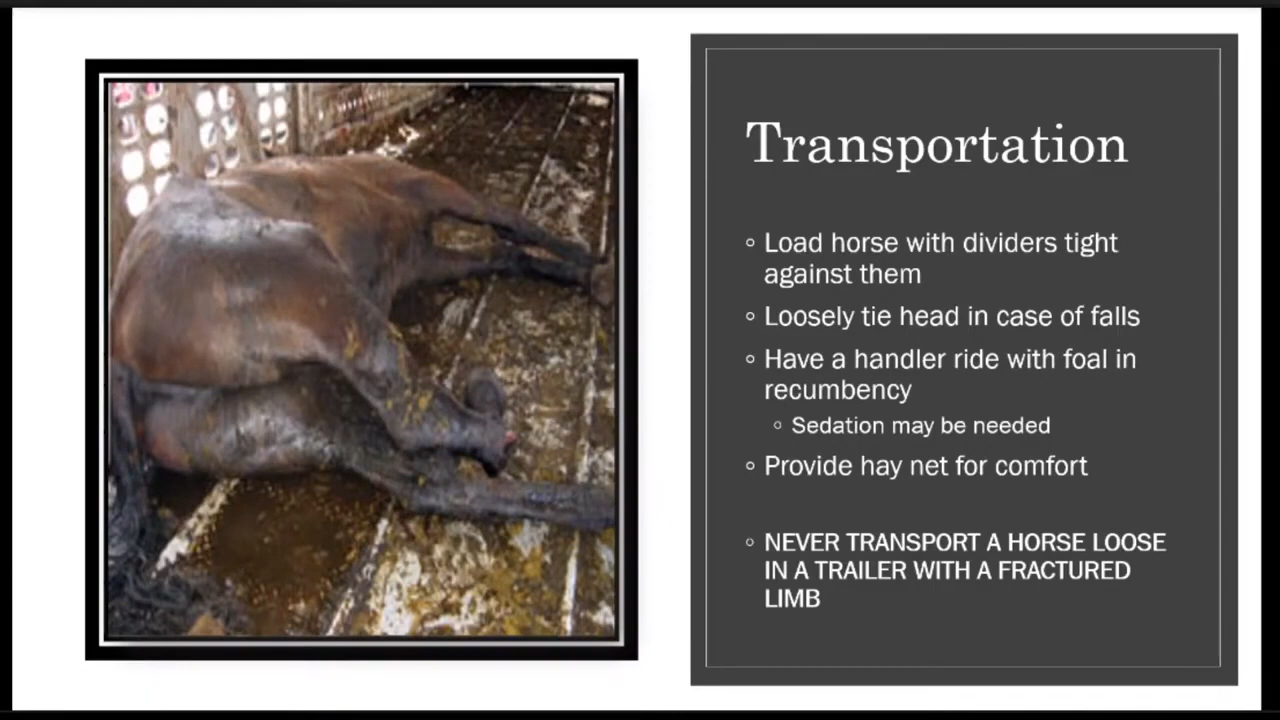 Transportation
◦ Load horse with dividers tight
against them
◦ Loosely tie head in case of falls
◦ Have a handler ride with foal in
recumbency
◦ Sedation may be needed
◦ Provide hay net for comfort
◦ NEVER TRANSPORT A HORSE LOOSE
IN A TRAILER WITH A FRACTURED
LIMB